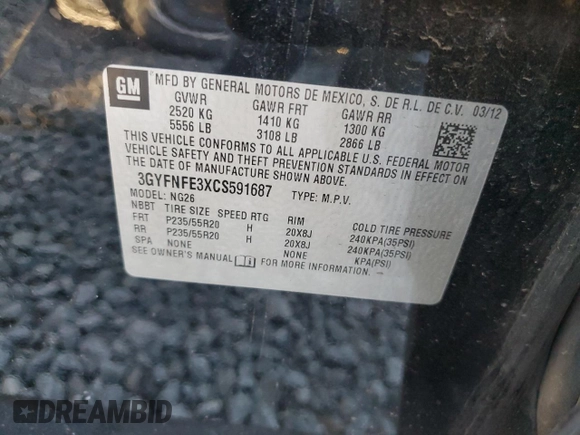 GM
MFD BY GENERAL MOTORS DE MEXICO, S. DE R.L. DE C.V. 03/12
GVWR GAWR FRT GAWR RR
2520 KG 1410 KG 1300 KG
5556 LB 3108 LB 2866 LB
THIS VEHICLE CONFORMS TO ALL APPLICABLE U.S. FEDERAL MOTOR
VEHICLE SAFETY AND THEFT PREVENTION STANDARDS IN EFFECT ON
THE DATE OF MANUFACTURE SHOWN ABOVE.
3GYFNFE3XCS591687 TYPE: M.P.V.
NBBT NG26
TIRE SIZE SPEED RTG RIM COLD TIRE PRESSURE
FRT P235/55R20 H 20X8J 240KPA(35PSI)
RR P235/55R20 H 20X8J 240KPA(35PSI)
SPA NONE NONE KPA(PSI)
SEE OWNER'S MANUAL FOR MORE INFORMATION.
DREAMBID